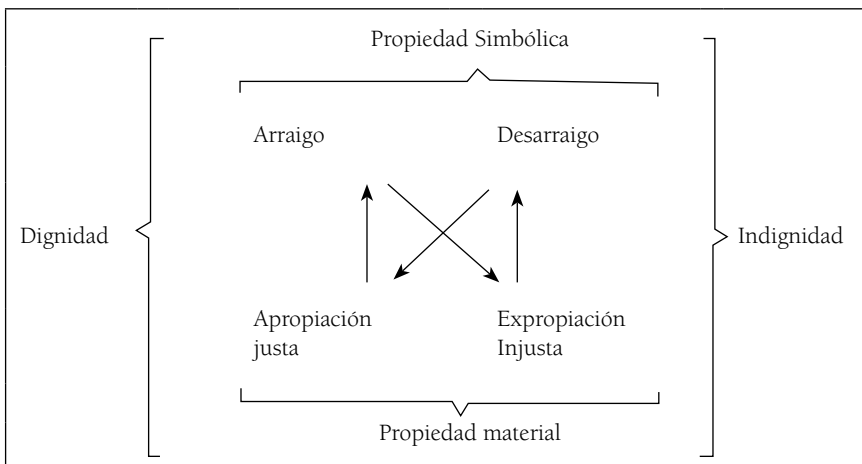 Propiedad Simbólica
Arraigo
Desarraigo
Dignidad
Indignidad
Apropiación
justa
Expropiación
Injusta
Propiedad material